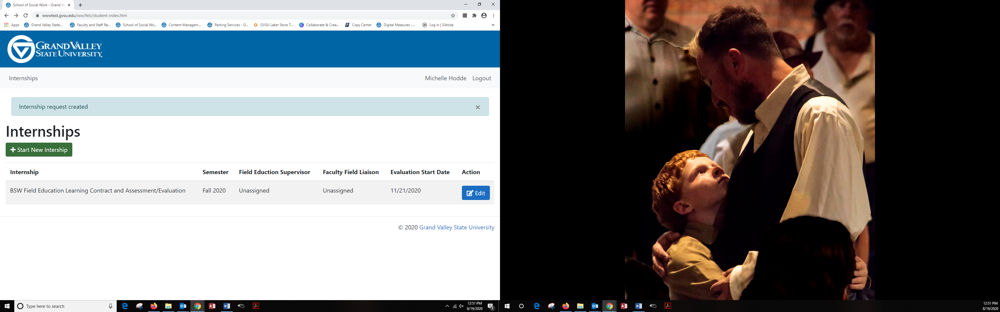 School of Social Work - Grand Va
wwwtest.gvsu.edu/ssw/felc/student-index.htm
Apps Grand Valley State... Faculty and Staff Re... School of Social Wo... Content Managem... Parking Services - G... GVSU Laker Store T... Collaborate & Crea... Copy Center Digital Measures -... Log in | Silktide »
GRAND VALLEY
STATE UNIVERSITY.
Internships Michelle Hodde Logout
Internship request created ×
Internships
Start New Intership
Internship Semester Field Eduction Supervisor Faculty Field Liaison Evaluation Start Date Action
BSW Field Education Learning Contract and Assessment/Evaluation Fall 2020 Unassigned Unassigned 11/21/2020 Edit
© 2020 Grand Valley State University
Type here to search
12:51 PM
8/19/2020
2
12:51 PM
8/19/2020